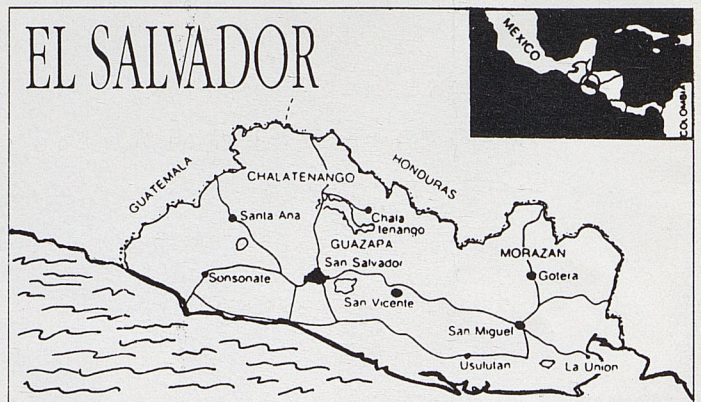 EL SALVADOR
MEXICO
COLOMBIA
GUATEMALA
HONDURAS
CHALATENANGO
Santa Ana
Chala
tenango
GUAZAPA
MORAZAN
San Salvador
Gotera
Sonsonate
San Vicente
San Miguel
Usulutan
La Union